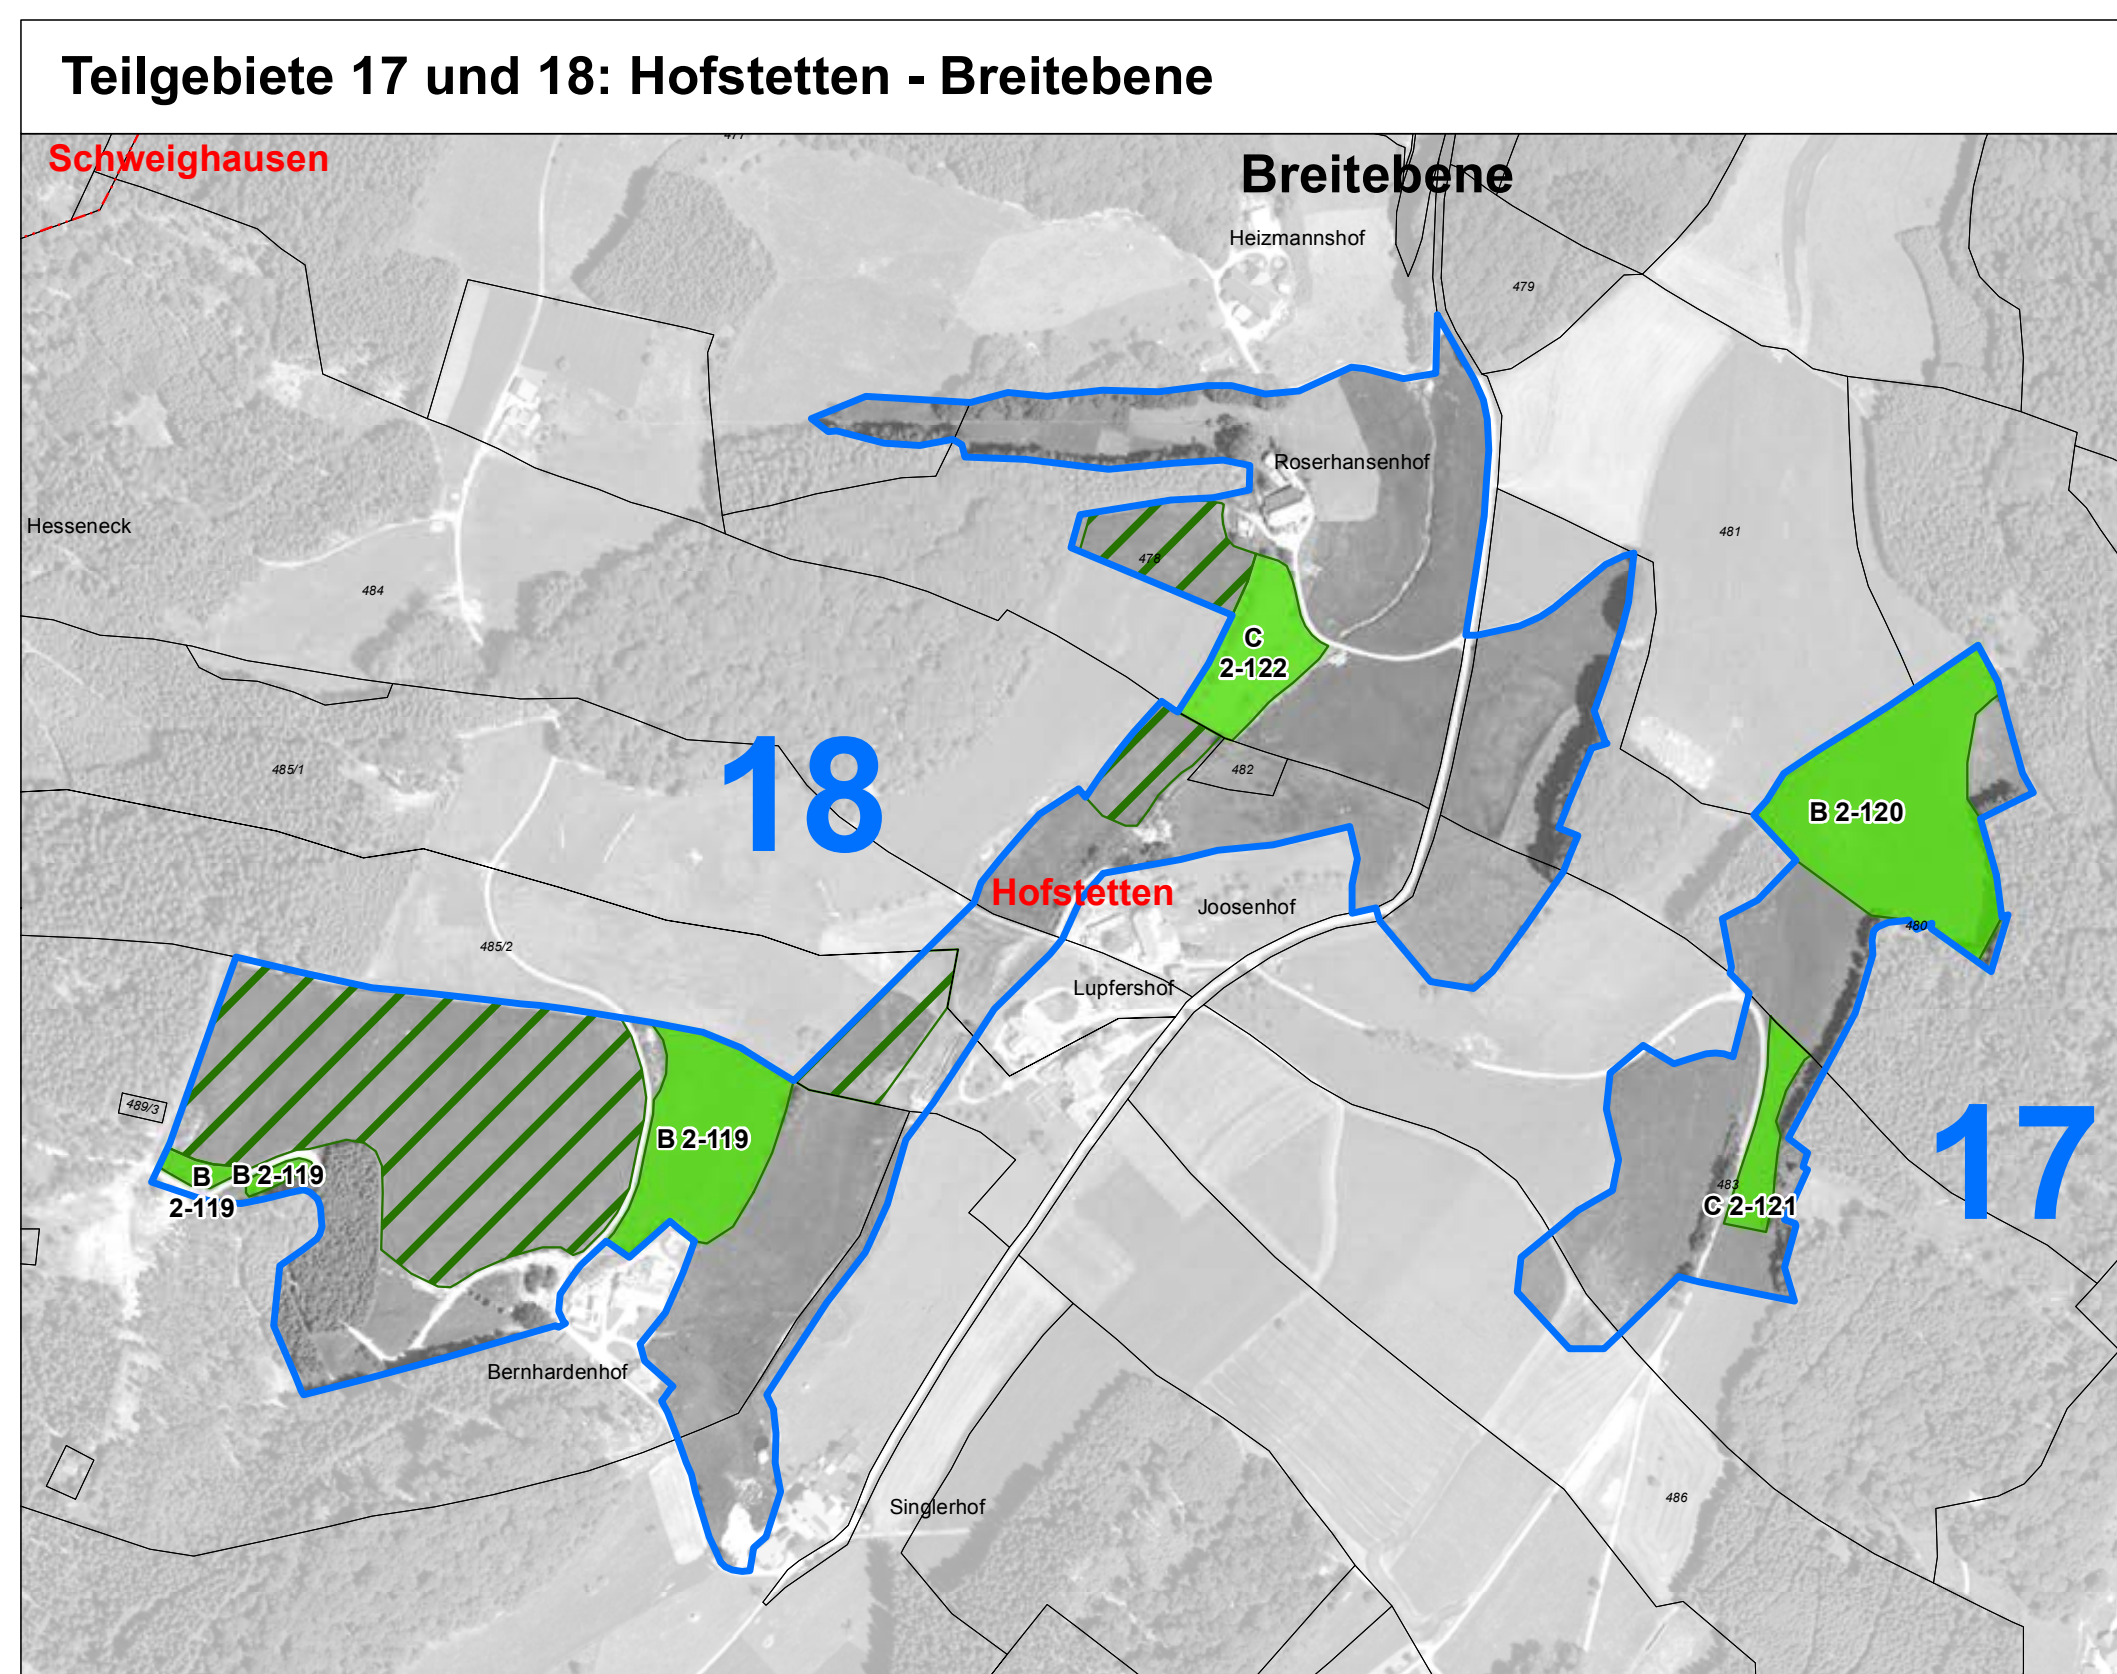 Teilgebiete 17 und 18: Hofstetten - Breitebene
477
Schweighausen
Breitebene
Heizmannshof
479
Roserhansenhof
Hesseneck
481
478
484
C
2-122
18
485/1
482
B 2-120
Hofstetten
Joosenhof
480
485/2
Lupfershof
489/3
B 2-119
17
B
2-119
B 2-119
483
C 2-121
Bernhardenhof
486
Singlerhof